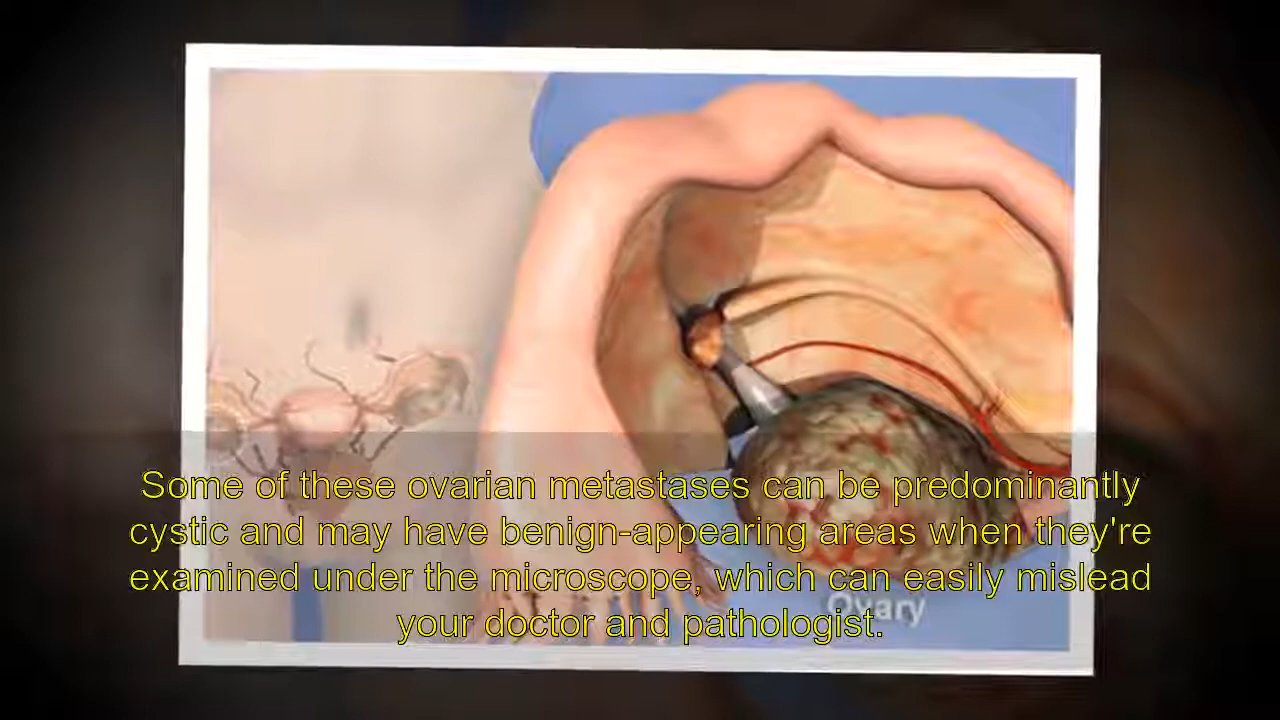 Some of these ovarian metastases can be predominantly
cystic and may have benign-appearing areas when they're
examined under the microscope, which can easily mislead
your doctor and pathologist.
Ovary